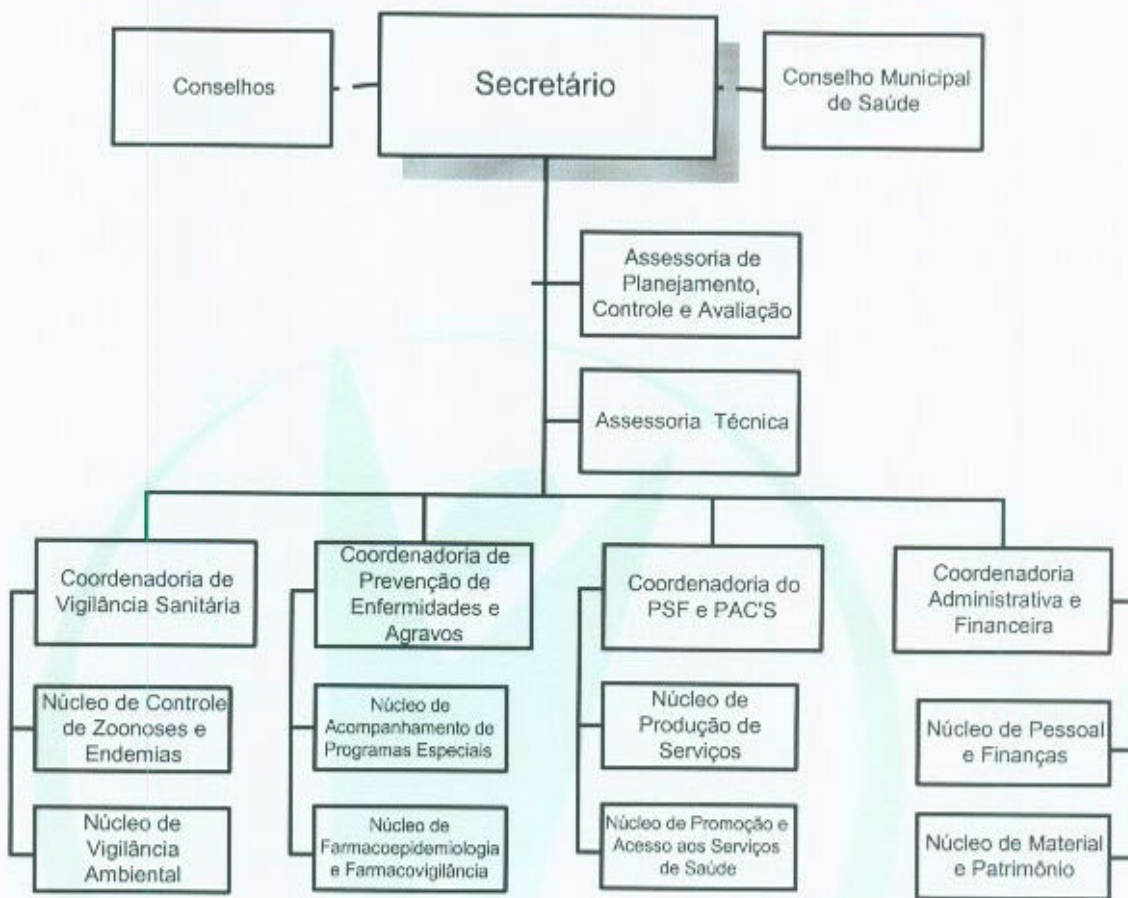 Conselhos
Secretário
Conselho Municipal
de Saúde
Assessoria de
Planejamento,
Controle e Avaliação
Assessoria Técnica
Coordenadoria de
Vigilância Sanitária
Coordenadoria de
Prevenção de
Enfermidades e
Agravos
Coordenadoria do
PSF e PAC'S
Coordenadoria
Administrativa e
Financeira
Núcleo de Controle
de Zoonoses e
Endemias
Núcleo de
Acompanhamento de
Programas Especiais
Núcleo de
Produção de
Serviços
Núcleo de Pessoal
e Finanças
Núcleo de
Vigilância
Ambiental
Núcleo de
Farmacoepidemiologia
e Farmacovigilância
Núcleo de Promoção e
Acesso aos Serviços
de Saúde
Núcleo de Material
e Patrimônio